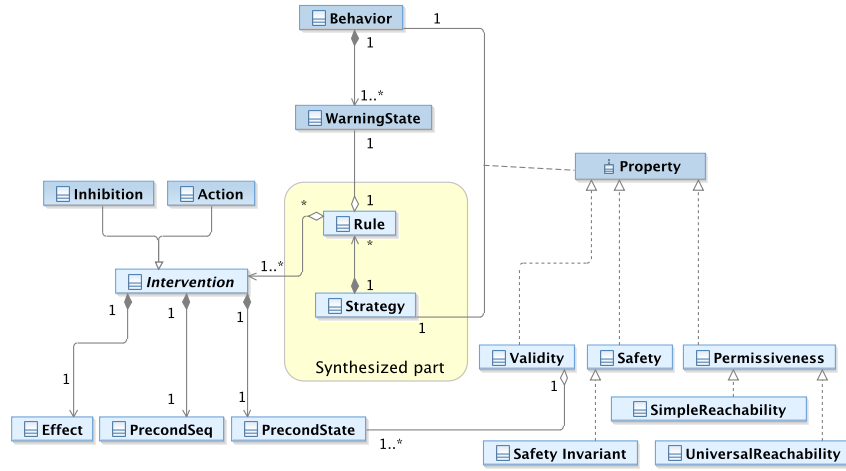 Behavior
1
1
1..*
WarningState
1
Property
Inhibition
Action
1
*
Rule
*
1..*
Intervention
1
1
1
1
Strategy
1
Synthesized part
Validity
Safety
Permissiveness
1
1
1
1
SimpleReachability
Effect
PrecondSeq
PrecondState
1..*
Safety Invariant
UniversalReachability